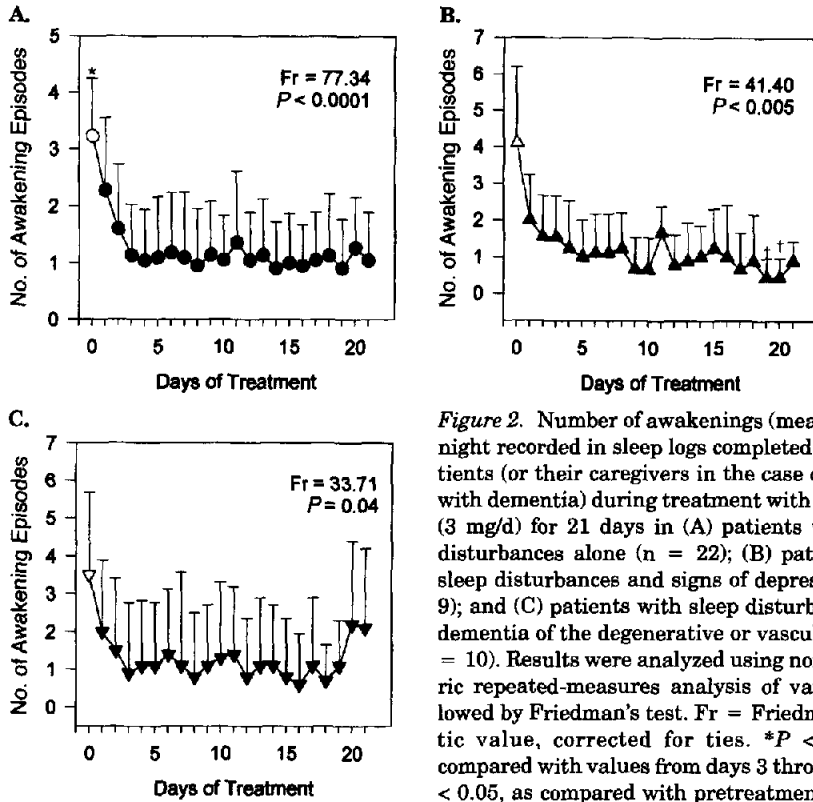 A.
No. of Awakening Episodes
5
4
3
2
1
0
*
Fr = 77.34
P < 0.0001
0 5 10 15 20
Days of Treatment
B.
No. of Awakening Episodes
7
6
5
4
3
2
1
0
Fr = 41.40
P < 0.005
† †
0 5 10 15 20
Days of Treatment
C.
No. of Awakening Episodes
7
6
5
4
3
2
1
0
Fr = 33.71
P = 0.04
0 5 10 15 20
Days of Treatment
Figure 2. Number of awakenings (mea
night recorded in sleep logs completed
tients (or their caregivers in the case
with dementia) during treatment with
(3 mg/d) for 21 days in (A) patients
disturbances alone (n = 22); (B) pat
sleep disturbances and signs of depres
9); and (C) patients with sleep disturb
dementia of the degenerative or vascul
= 10). Results were analyzed using no
ric repeated-measures analysis of va
lowed by Friedman's test. Fr = Friedm
tic value, corrected for ties. *P <
compared with values from days 3 thro
< 0.05, as compared with pretreatmen